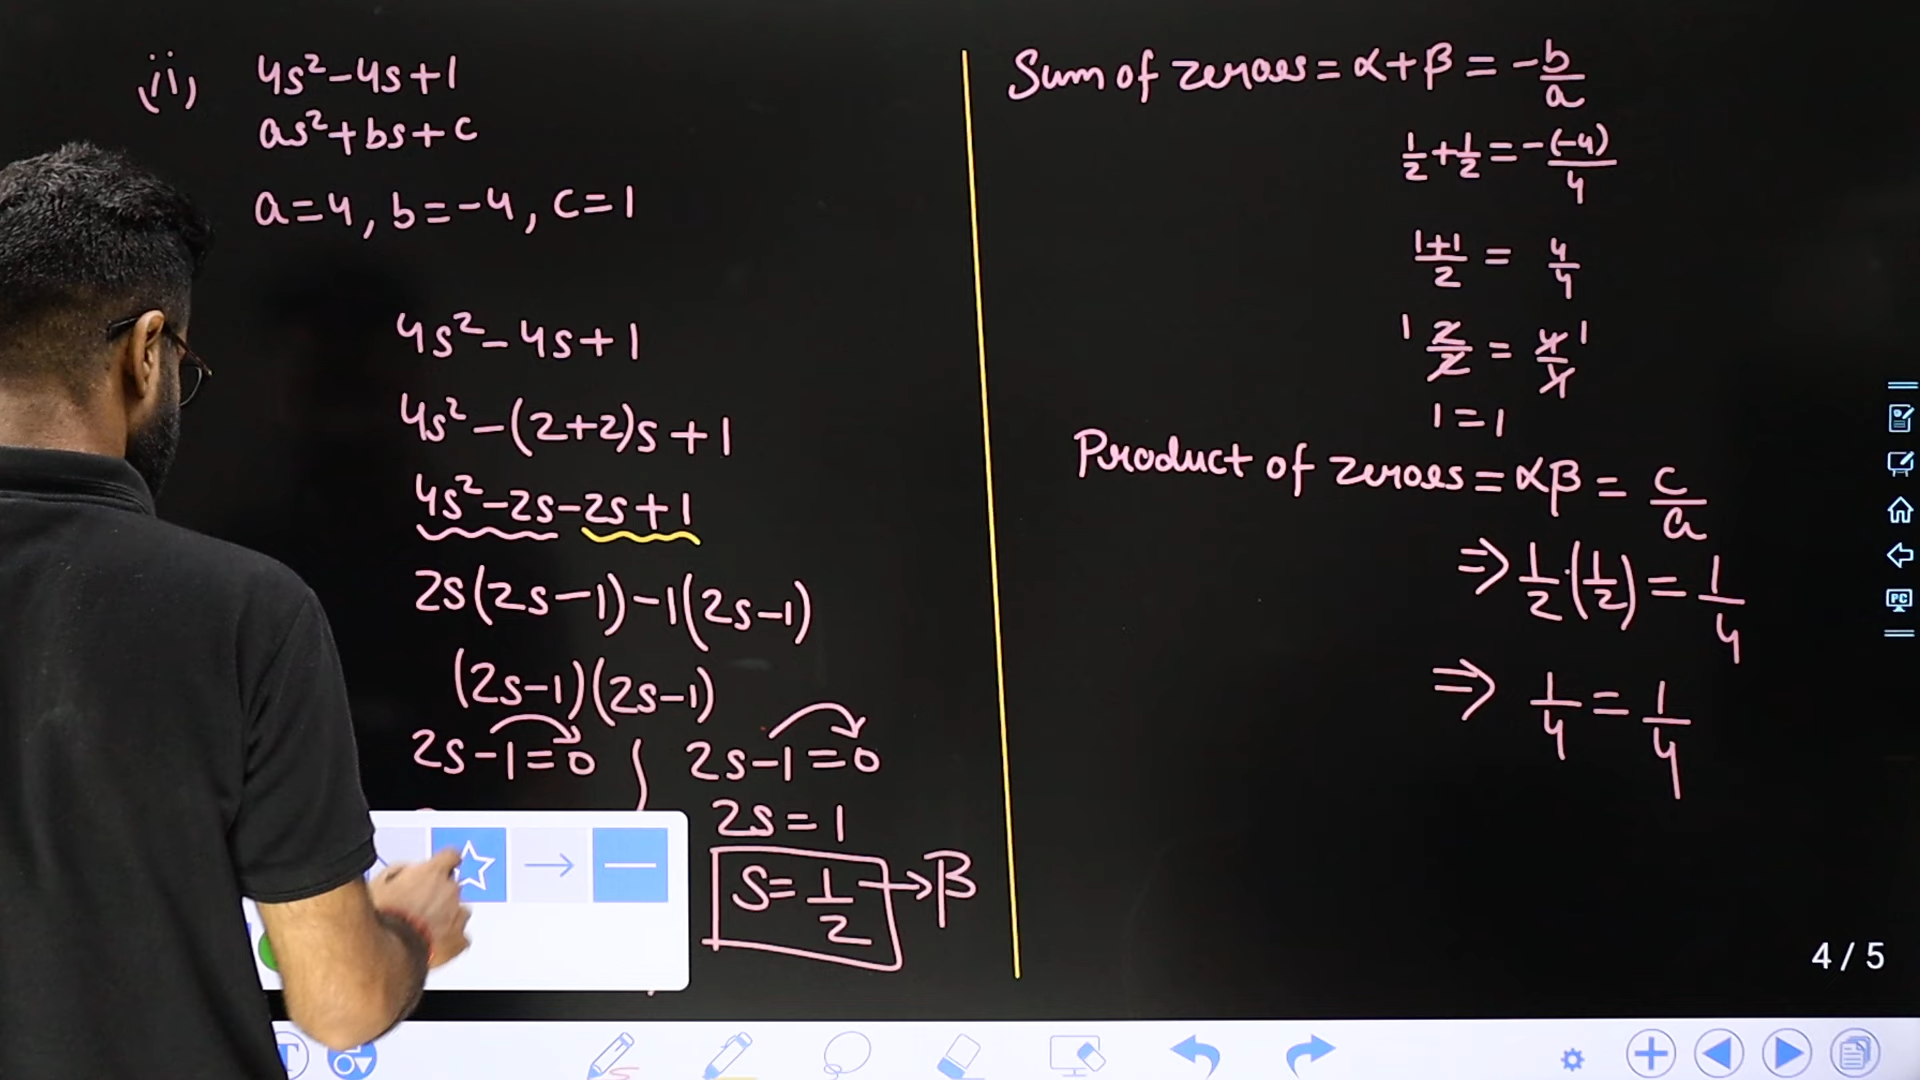 (ii) 4s²-4s+1
as²+bs+c
a=4, b=-4, c=1
4s²-4s+1
4s²-(2+2)s+1
4s²-2s-2s+1
2s(2s-1)-1(2s-1)
(2s-1)(2s-1)
2s-1=0
2s-1=0
2s=1
s=1/2 → β
Sum of zeroes = α+β = -b/a
1/2+1/2 = -(-4)/4
1+1/2 = 4/4
1 2/2 = 4/4 1
1=1
Product of zeroes = αβ = c/a
⇒ 1/2·(1/2) = 1/4
⇒ 1/4 = 1/4
4 / 5
PC
T